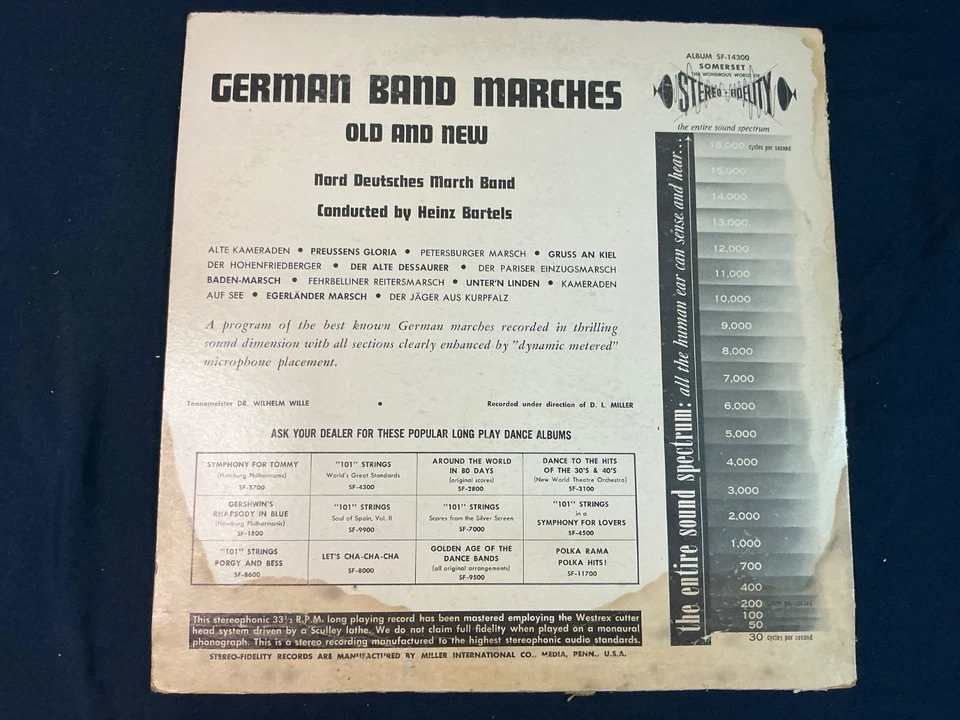 GERMAN BAND MARCHES
OLD AND NEW
Nord Deutsches March Band
Conducted by Heinz Bartels
ALTE KAMERADEN • PREUSSENS GLORIA • PETERSBURGER MARSCH • GRUSS AN KIEL
DER HOHENFRIEDBERGER • DER ALTE DESSAURER • DER PARISER EINZUGSMARSCH
BADEN-MARSCH • FEHRBELLINER REITERSMARSCH • UNTER'N LINDEN • KAMERADEN
AUF SEE • EGERLÄNDER MARSCH • DER JÄGER AUS KURPFALZ
A program of the best known German marches recorded in thrilling
sound dimension with all sections clearly enhanced by "dynamic metered"
microphone placement.
Tonnenmeister DR. WILHELM WILLE • Recorded under direction of D. L. MILLER
ASK YOUR DEALER FOR THESE POPULAR LONG PLAY DANCE ALBUMS
SYMPHONY FOR TOMMY
(Hamburg Philharmonic)
SF-5700
"101" STRINGS
World's Great Standards
SF-4300
AROUND THE WORLD
IN 80 DAYS
(original scores)
SF-2800
DANCE TO THE HITS
OF THE 30'S & 40'S
(New World Theatre Orchestra)
SF-3100
GERSHWIN'S
RHAPSODY IN BLUE
(Hamburg Philharmonic)
SF-1800
"101" STRINGS
Soul of Spain, Vol. II
SF-9900
"101" STRINGS
Scores from the Silver Screen
SF-7000
"101" STRINGS
in a
SYMPHONY FOR LOVERS
SF-4500
"101" STRINGS
PORGY AND BESS
SF-8600
LET'S CHA-CHA-CHA
SF-8000
GOLDEN AGE OF THE
DANCE BANDS
(all original arrangements)
SF-9500
POLKA RAMA
POLKA HITS!
SF-11700
This stereophonic 33⅓ R.P.M. long playing record has been mastered employing the Westrex cutter
head system driven by a Sculley lathe. We do not claim full fidelity when played on a monaural
phonograph. This is a stereo recording manufactured to the highest stereophonic audio standards.
STEREO-FIDELITY RECORDS ARE MANUFACTURED BY MILLER INTERNATIONAL CO., MEDIA, PENN., U.S.A.
ALBUM SF-14300
SOMERSET
THE WONDROUS WORLD OF
STEREO-FIDELITY
the entire sound spectrum
the entire sound spectrum: all the human ear can sense and hear...
16,000 cycles per second
15,000
14,000
13,000
12,000
11,000
10,000
9,000
8,000
7,000
6,000
5,000
4,000
3,000
2,000
1,000
700
400
200
100
50
30 cycles per second